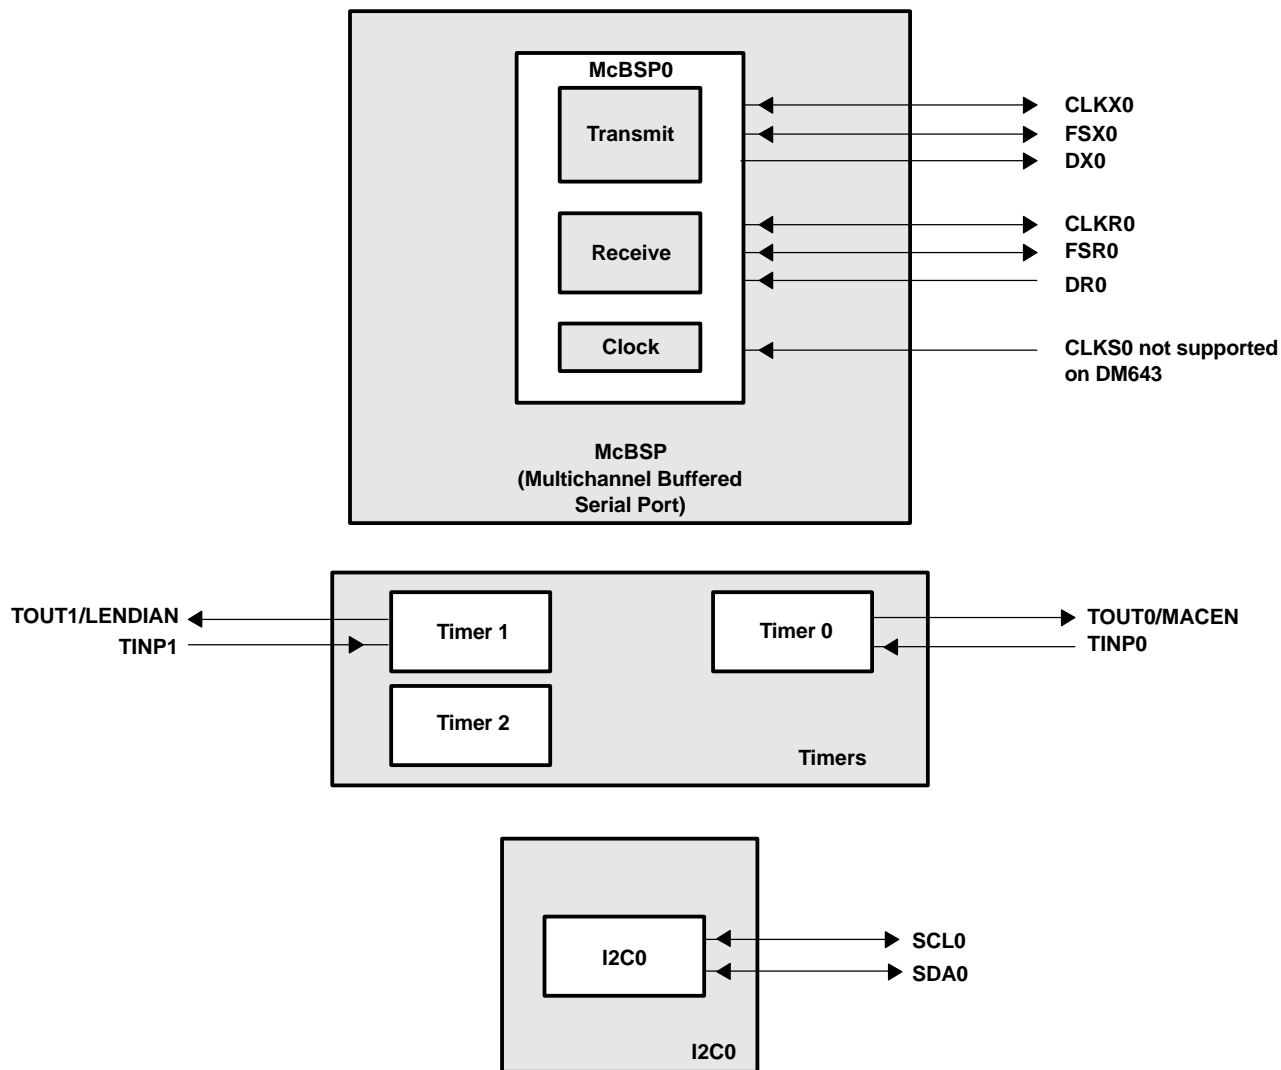 McBSP0
Transmit
CLKX0
FSX0
DX0
Receive
CLKR0
FSR0
DR0
Clock
CLKS0 not supported
on DM643
McBSP
(Multichannel Buffered
Serial Port)
TOUT1/LENDIAN
TINP1
Timer 1
Timer 0
TOUT0/MACEN
TINP0
Timer 2
Timers
I2C0
SCL0
SDA0
I2C0